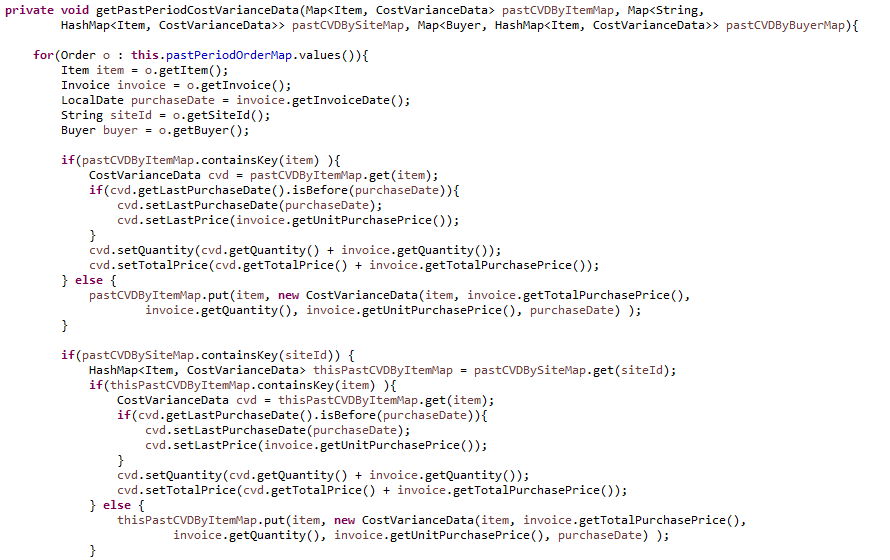 private void getPastPeriodCostVarianceData(Map<Item, CostVarianceData> pastCVDByItemMap, Map<String,
        HashMap<Item, CostVarianceData>> pastCVDBySiteMap, Map<Buyer, HashMap<Item, CostVarianceData>> pastCVDByBuyerMap){

    for(Order o : this.pastPeriodOrderMap.values()){
        Item item = o.getItem();
        Invoice invoice = o.getInvoice();
        LocalDate purchaseDate = invoice.getInvoiceDate();
        String siteId = o.getSiteId();
        Buyer buyer = o.getBuyer();

        if(pastCVDByItemMap.containsKey(item) ){
            CostVarianceData cvd = pastCVDByItemMap.get(item);
            if(cvd.getLastPurchaseDate().isBefore(purchaseDate)){
                cvd.setLastPurchaseDate(purchaseDate);
                cvd.setLastPrice(invoice.getUnitPurchasePrice());
            }
            cvd.setQuantity(cvd.getQuantity() + invoice.getQuantity());
            cvd.setTotalPrice(cvd.getTotalPrice() + invoice.getTotalPurchasePrice());
        } else {
            pastCVDByItemMap.put(item, new CostVarianceData(item, invoice.getTotalPurchasePrice(),
                    invoice.getQuantity(), invoice.getUnitPurchasePrice(), purchaseDate) );
        }

        if(pastCVDBySiteMap.containsKey(siteId)) {
            HashMap<Item, CostVarianceData> thisPastCVDByItemMap = pastCVDBySiteMap.get(siteId);
            if(thisPastCVDByItemMap.containsKey(item) ){
                CostVarianceData cvd = thisPastCVDByItemMap.get(item);
                if(cvd.getLastPurchaseDate().isBefore(purchaseDate)){
                    cvd.setLastPurchaseDate(purchaseDate);
                    cvd.setLastPrice(invoice.getUnitPurchasePrice());
                }
                cvd.setQuantity(cvd.getQuantity() + invoice.getQuantity());
                cvd.setTotalPrice(cvd.getTotalPrice() + invoice.getTotalPurchasePrice());
            } else {
                thisPastCVDByItemMap.put(item, new CostVarianceData(item, invoice.getTotalPurchasePrice(),
                        invoice.getQuantity(), invoice.getUnitPurchasePrice(), purchaseDate) );
            }